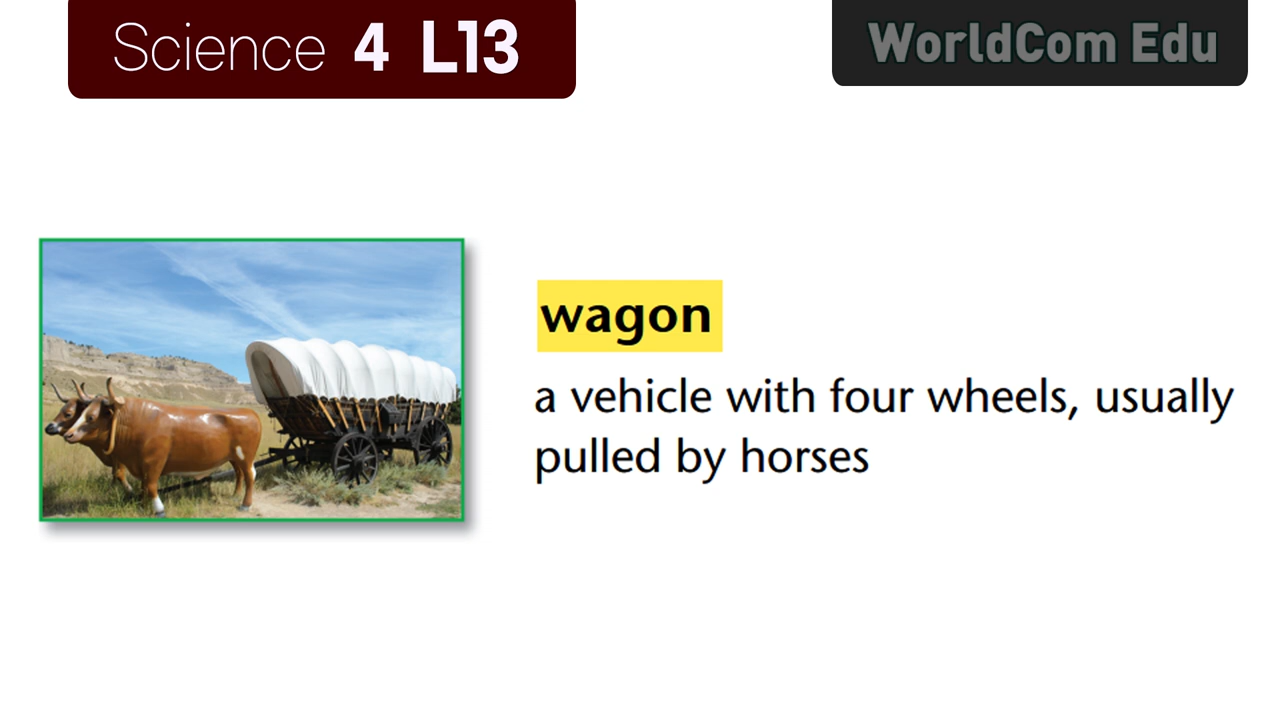 Science 4 L13
WorldCom Edu
wagon
a vehicle with four wheels, usually
pulled by horses